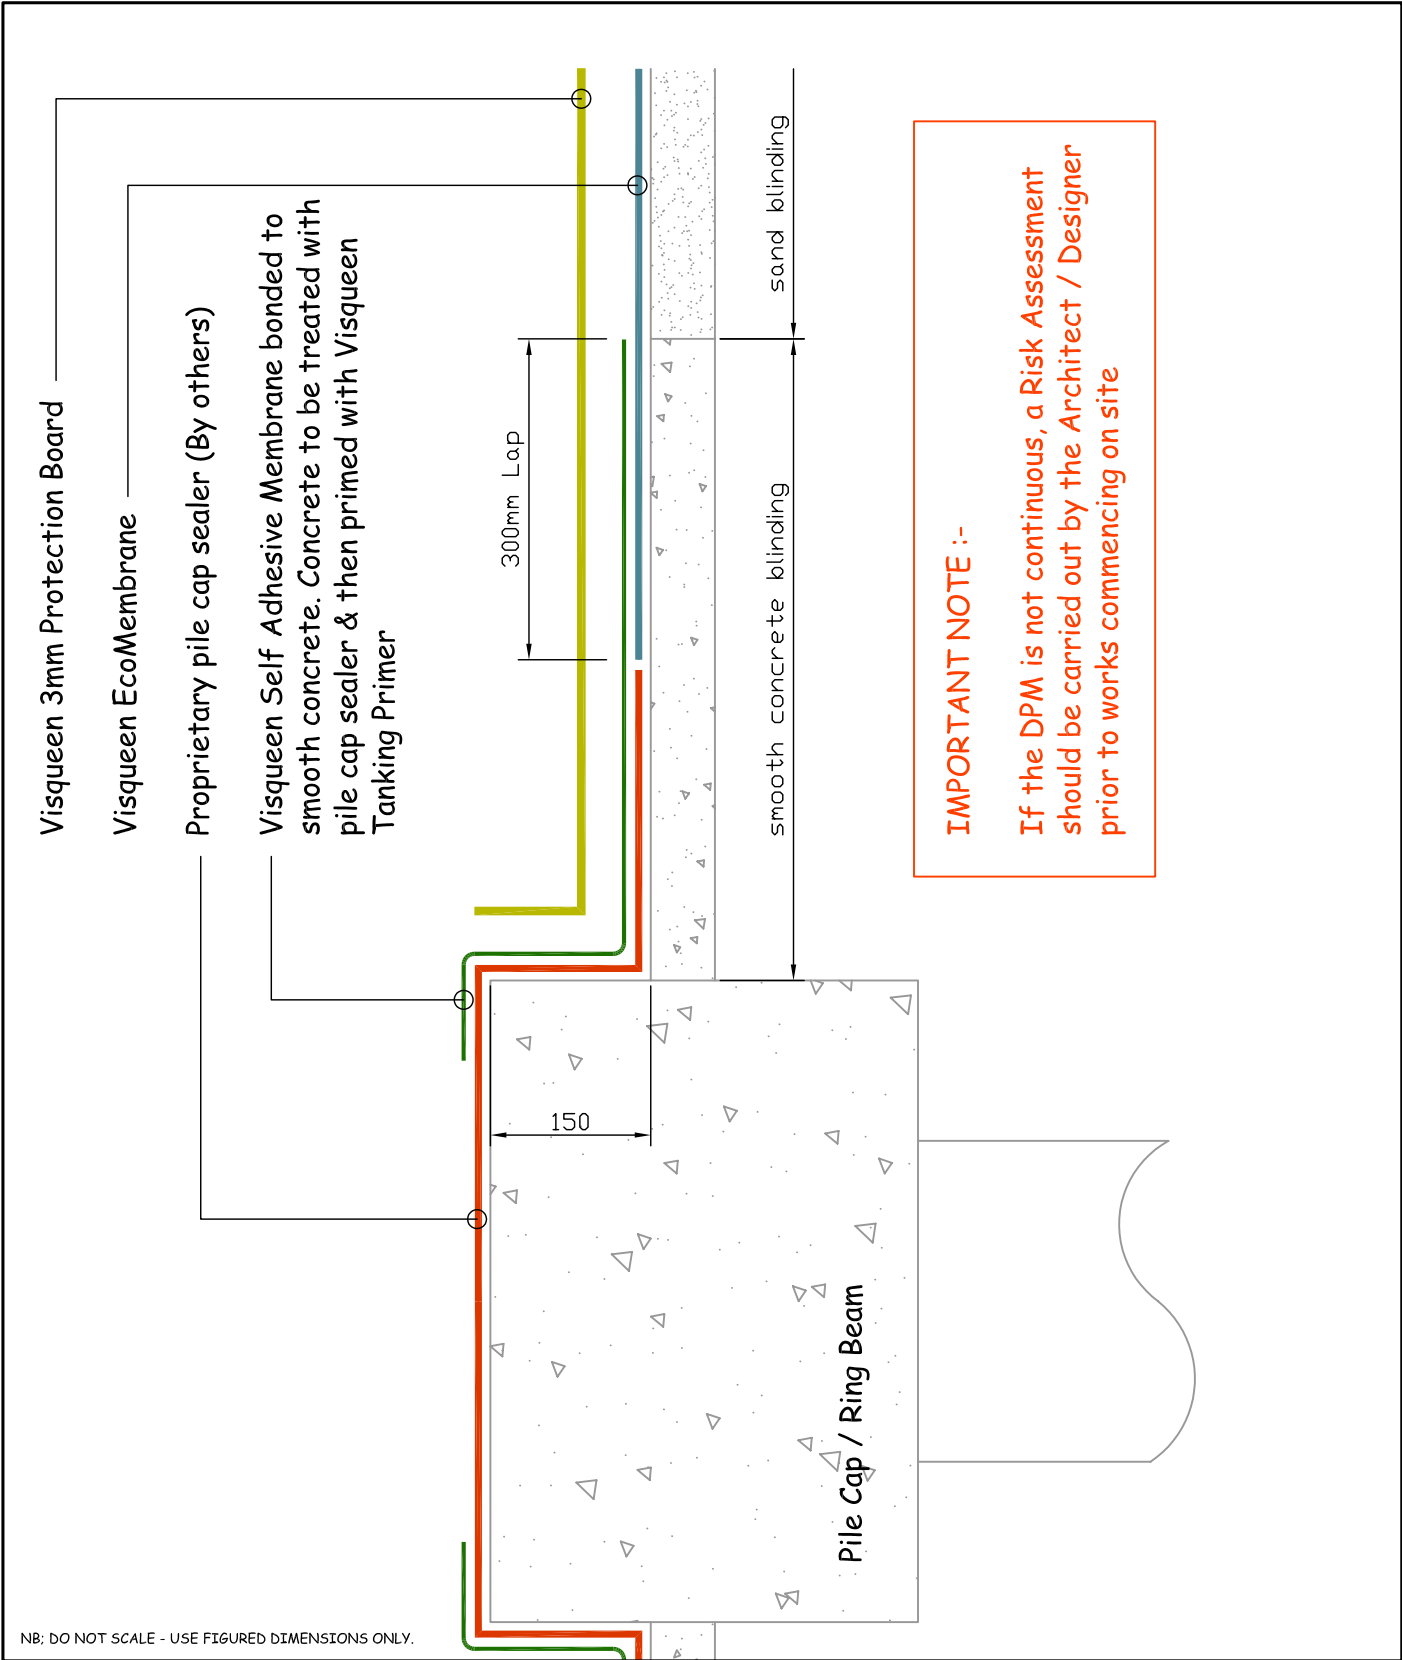 Visqueen 3mm Protection Board
Visqueen EcoMembrane
Proprietary pile cap sealer (By others)
Visqueen Self Adhesive Membrane bonded to
smooth concrete. Concrete to be treated with
pile cap sealer & then primed with Visqueen
Tanking Primer
300mm Lap
150
sand blinding
smooth concrete blinding
Pile Cap / Ring Beam
IMPORTANT NOTE :-
If the DPM is not continuous, a Risk Assessment
should be carried out by the Architect / Designer
prior to works commencing on site
NB; DO NOT SCALE - USE FIGURED DIMENSIONS ONLY.